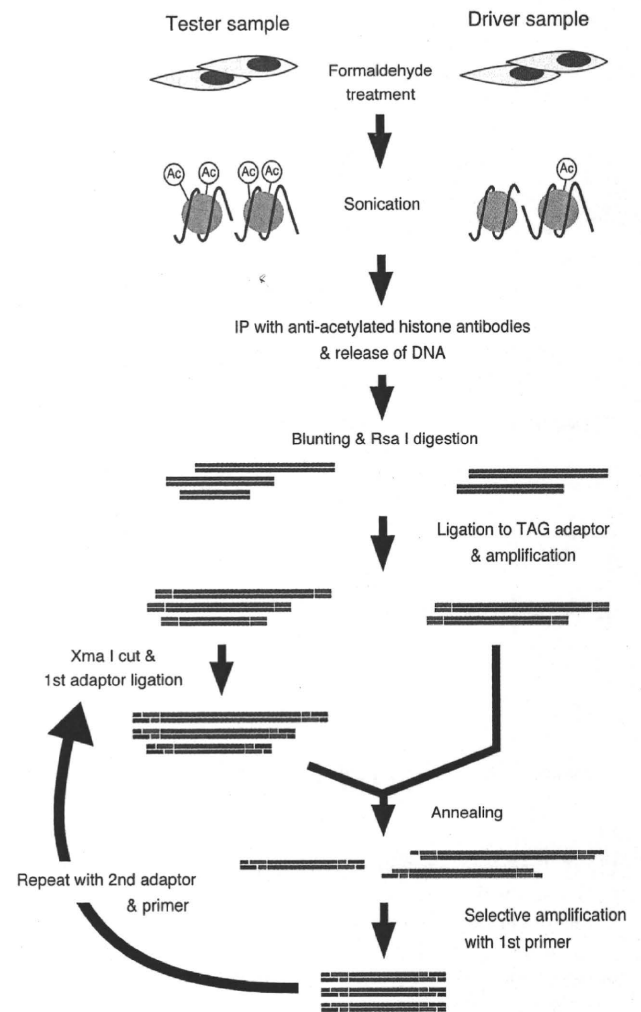 Tester sample
Driver sample
Formaldehyde
treatment
Ac
Ac
Ac
Ac
Ac
Sonication
IP with anti-acetylated histone antibodies
& release of DNA
Blunting & Rsa I digestion
Ligation to TAG adaptor
& amplification
Xma I cut &
1st adaptor ligation
Annealing
Repeat with 2nd adaptor
& primer
Selective amplification
with 1st primer